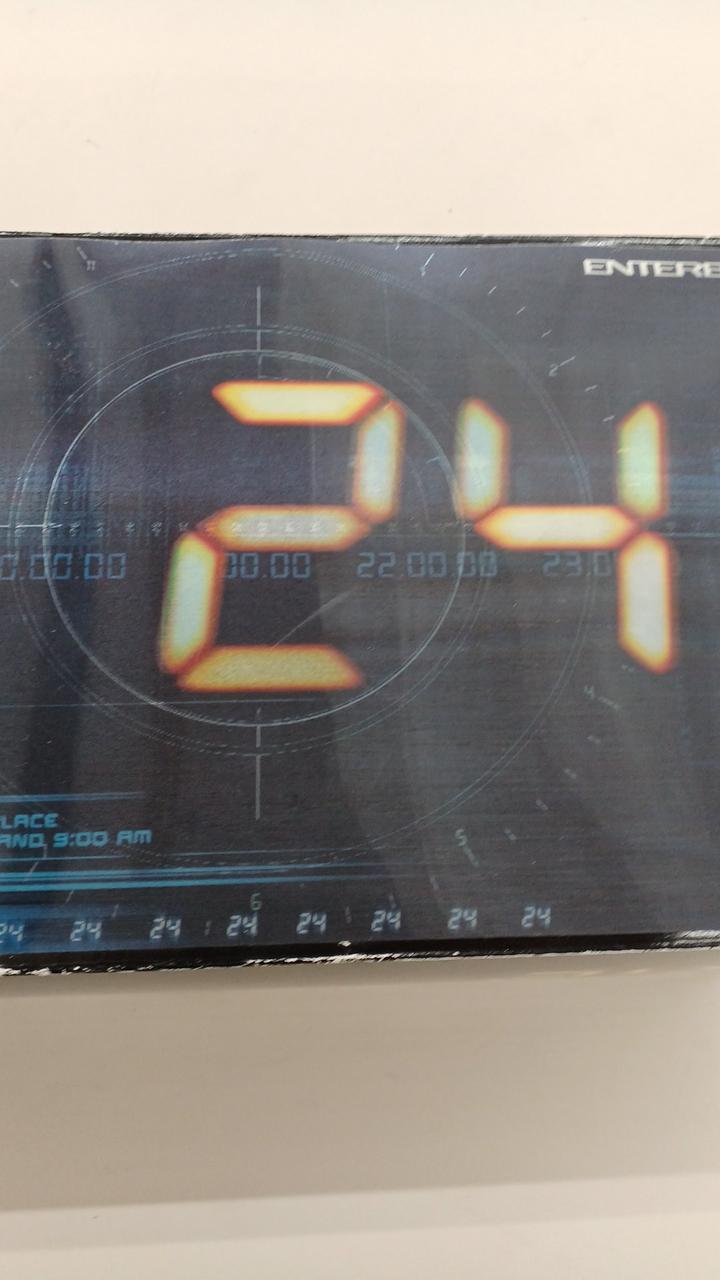 ENTERE
24
0.00.00 00.00 22.00.00 23.0
LACE
AND 9:00 AM
24 24 24 24 24 24 24 24